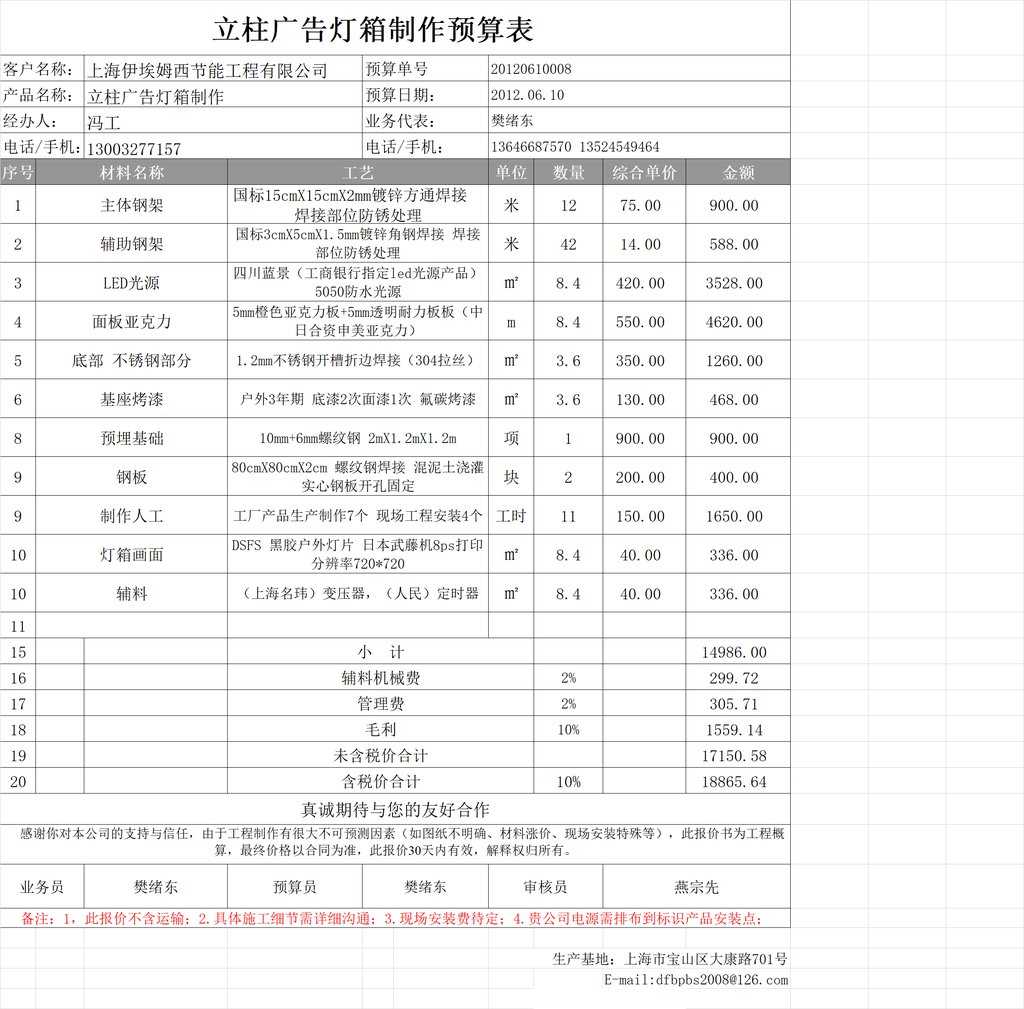 立柱广告灯箱制作预算表
客户名称： 上海伊埃姆西节能工程有限公司 预算单号 20120610008
产品名称： 立柱广告灯箱制作 预算日期： 2012.06.10
经办人： 冯工 业务代表： 樊绪东
电话/手机： 13003277157 电话/手机： 13646687570 13524549464
序号 材料名称 工艺 单位 数量 综合单价 金额
1 主体钢架 国标15cmX15cmX2mm镀锌方通焊接 焊接部位防锈处理 米 12 75.00 900.00
2 辅助钢架 国标3cmX5cmX1.5mm镀锌角钢焊接 焊接部位防锈处理 米 42 14.00 588.00
3 LED光源 四川蓝景（工商银行指定led光源产品）5050防水光源 ㎡ 8.4 420.00 3528.00
4 面板亚克力 5mm橙色亚克力板+5mm透明耐力板板（中日合资申美亚克力） m 8.4 550.00 4620.00
5 底部 不锈钢部分 1.2mm不锈钢开槽折边焊接（304拉丝） ㎡ 3.6 350.00 1260.00
6 基座烤漆 户外3年期 底漆2次面漆1次 氟碳烤漆 ㎡ 3.6 130.00 468.00
8 预埋基础 10mm+6mm螺纹钢 2mX1.2mX1.2m 项 1 900.00 900.00
9 钢板 80cmX80cmX2cm 螺纹钢焊接 混泥土浇灌 实心钢板开孔固定 块 2 200.00 400.00
9 制作人工 工厂产品生产制作7个 现场工程安装4个 工时 11 150.00 1650.00
10 灯箱画面 DSFS 黑胶户外灯片 日本武藤机8ps打印 分辨率720*720 ㎡ 8.4 40.00 336.00
10 辅料 （上海名玮）变压器，（人民）定时器 ㎡ 8.4 40.00 336.00
11
15 小 计 14986.00
16 辅料机械费 2% 299.72
17 管理费 2% 305.71
18 毛利 10% 1559.14
19 未含税价合计 17150.58
20 含税价合计 10% 18865.64
真诚期待与您的友好合作
感谢你对本公司的支持与信任，由于工程制作有很大不可预测因素（如图纸不明确、材料涨价、现场安装特殊等），此报价书为工程概
算，最终价格以合同为准，此报价30天内有效，解释权归所有。
业务员 樊绪东 预算员 樊绪东 审核员 燕宗先
备注：1，此报价不含运输；2.具体施工细节需详细沟通；3.现场安装费待定；4.贵公司电源需排布到标识产品安装点；
生产基地：上海市宝山区大康路701号
E-mail:dfbpbs2008@126.com